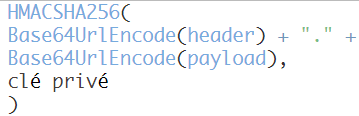 HMACSHA256(
Base64UrlEncode(header) + "." +
Base64UrlEncode(payload),
clé privé
)